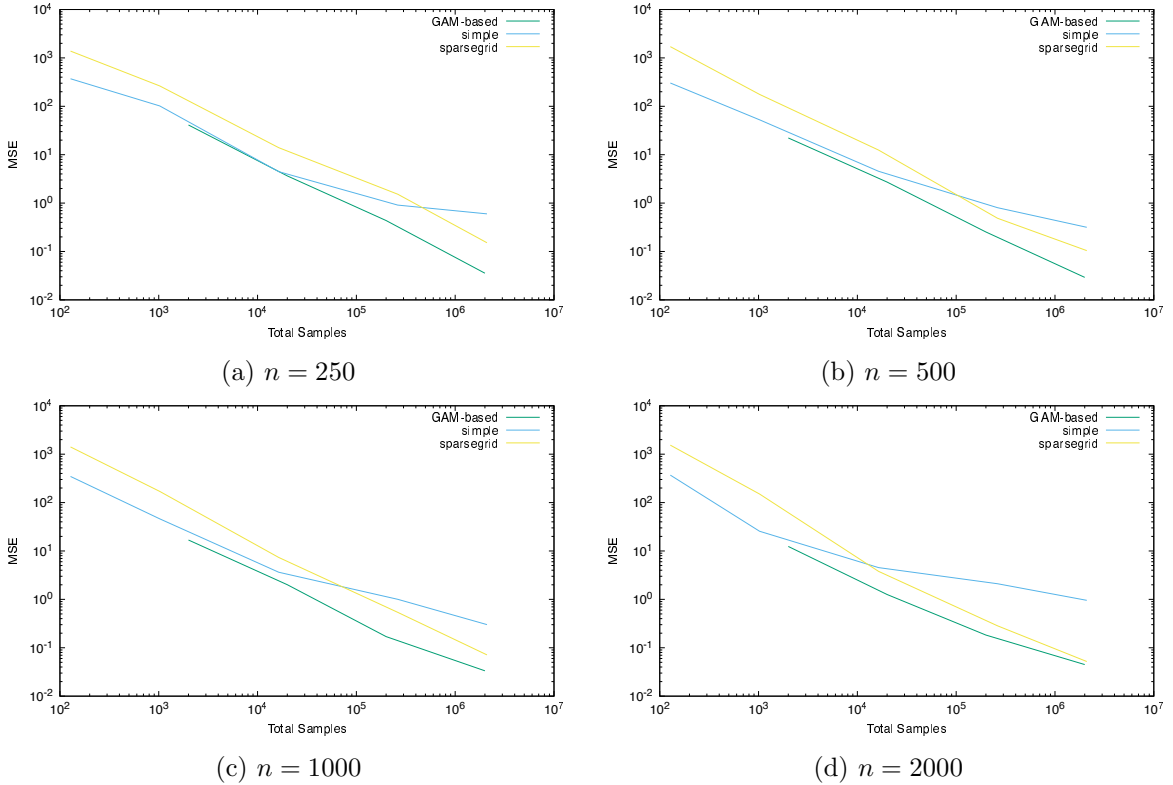 10^4
10^3
10^2
10^1
10^0
10^-1
10^-2
MSE
GAM-based
simple
sparsegrid
10^2 10^3 10^4 10^5 10^6 10^7
Total Samples
(a) n = 250
10^4
10^3
10^2
10^1
10^0
10^-1
10^-2
MSE
GAM-based
simple
sparsegrid
10^2 10^3 10^4 10^5 10^6 10^7
Total Samples
(b) n = 500
10^4
10^3
10^2
10^1
10^0
10^-1
10^-2
MSE
GAM-based
simple
sparsegrid
10^2 10^3 10^4 10^5 10^6 10^7
Total Samples
(c) n = 1000
10^4
10^3
10^2
10^1
10^0
10^-1
10^-2
MSE
GAM-based
simple
sparsegrid
10^2 10^3 10^4 10^5 10^6 10^7
Total Samples
(d) n = 2000